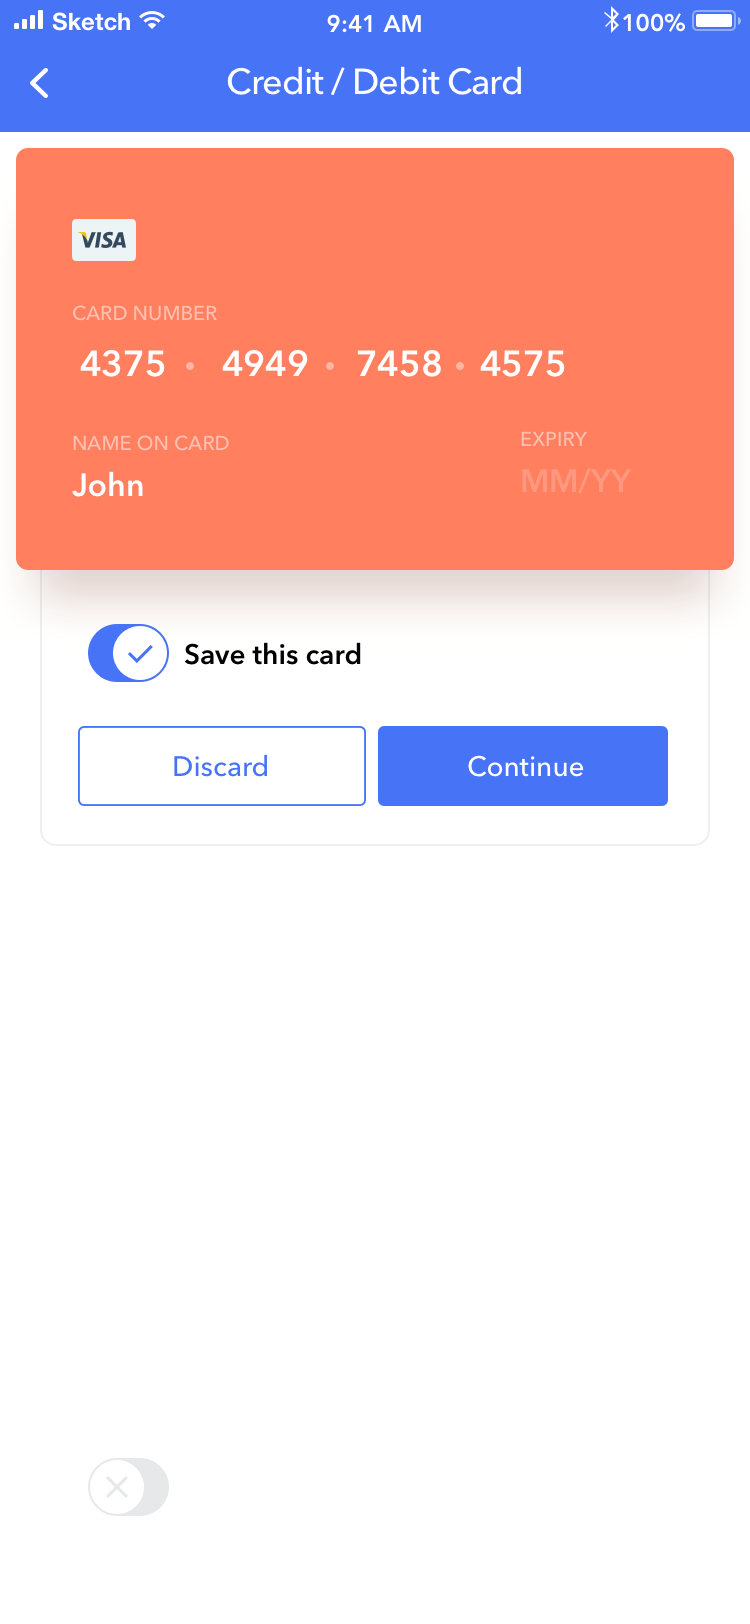 Sketch 9:41 AM 100%
Credit / Debit Card
VISA
CARD NUMBER
4375 • 4949 • 7458 • 4575
NAME ON CARD EXPIRY
John MM/YY
Save this card
Discard Continue